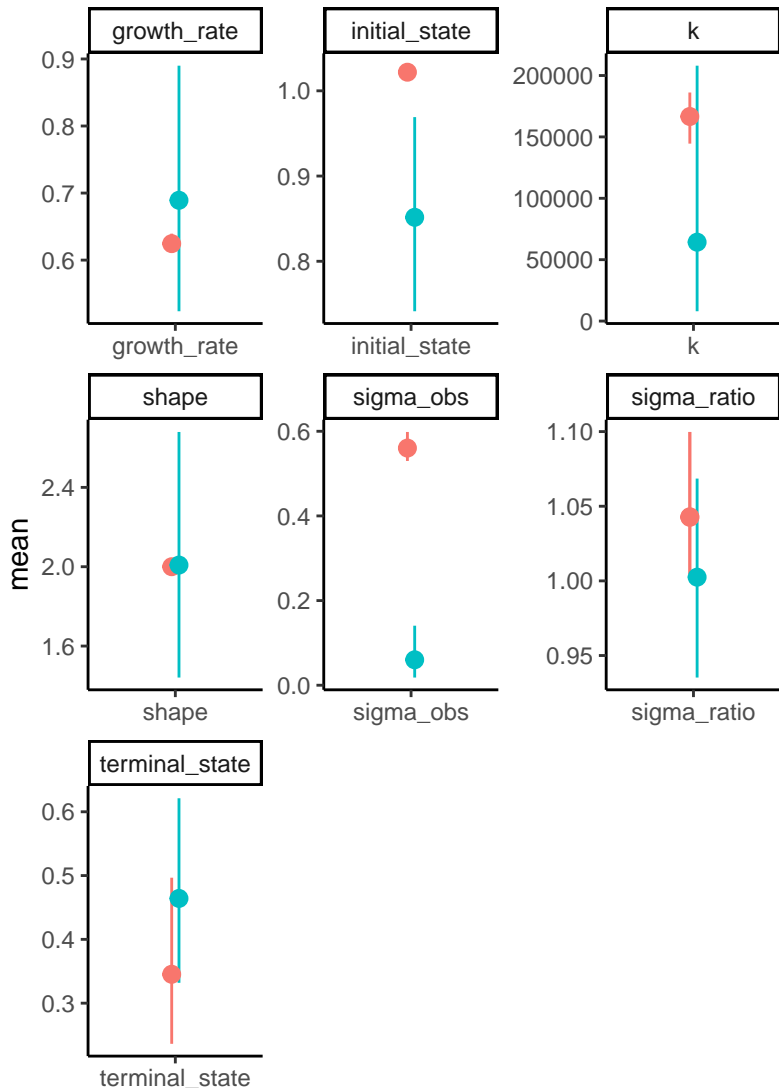 growth_rate
initial_state
k
0.9
0.8
0.7
0.6
growth_rate
1.0
0.9
0.8
initial_state
200000
150000
100000
50000
0
k
mean
shape
sigma_obs
sigma_ratio
2.4
2.0
1.6
shape
0.6
0.4
0.2
0.0
sigma_obs
1.10
1.05
1.00
0.95
sigma_ratio
terminal_state
0.6
0.5
0.4
0.3
terminal_state